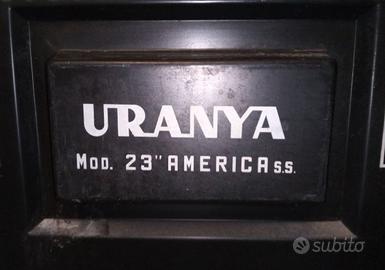 URANYA
MOD. 23" AMERICA S.S.
subito